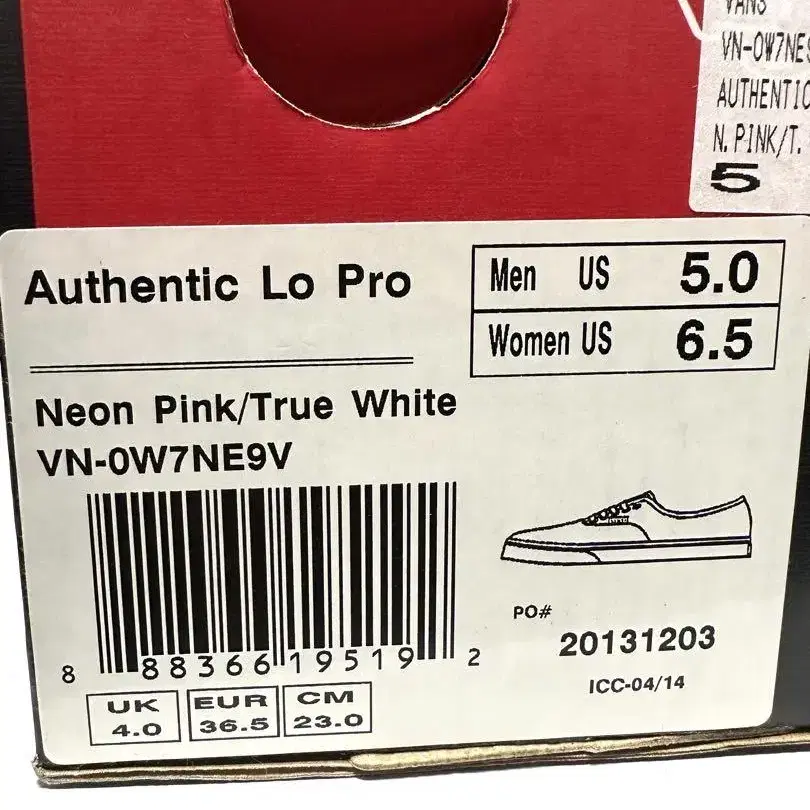 VANS
VN-0W7NE9
AUTHENTIC
N. PINK/T.
5
Authentic Lo Pro
Men US 5.0
Women US 6.5
Neon Pink/True White
VN-0W7NE9V
8 88366 19519 2
PO#
20131203
ICC-04/14
UK EUR CM
4.0 36.5 23.0